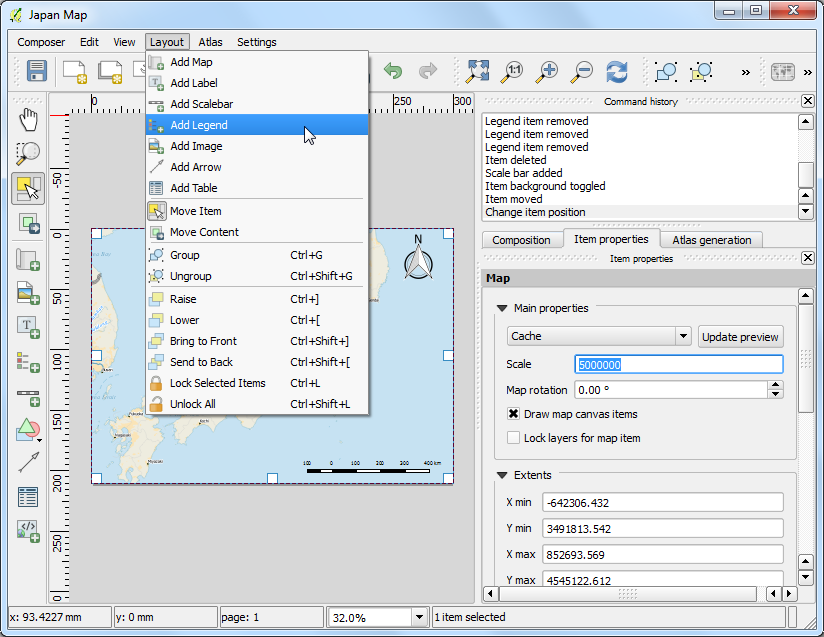 Japan Map
Composer Edit View Layout Atlas Settings
Add Map
Add Label
Add Scalebar
Add Legend
Add Image
Add Arrow
Add Table
Move Item
Move Content
Group Ctrl+G
Ungroup Ctrl+Shift+G
Raise Ctrl+]
Lower Ctrl+[
Bring to Front Ctrl+Shift+]
Send to Back Ctrl+Shift+[
Lock Selected Items Ctrl+L
Unlock All Ctrl+Shift+L
0 250 300
-50
0
50
100
150
200
250
300
N
100 0 100 200 300 400 km
Command history
Legend item removed
Legend item removed
Legend item removed
Item deleted
Scale bar added
Item background toggled
Item moved
Change item position
Composition Item properties Atlas generation
Item properties
Map
Main properties
Cache Update preview
Scale 5000000
Map rotation 0.00 °
Draw map canvas items
Lock layers for map item
Extents
X min -642306.432
Y min 3491813.542
X max 852693.569
Y max 4545122.612
x: 93.4227 mm y: 0 mm page: 1 32.0% 1 item selected